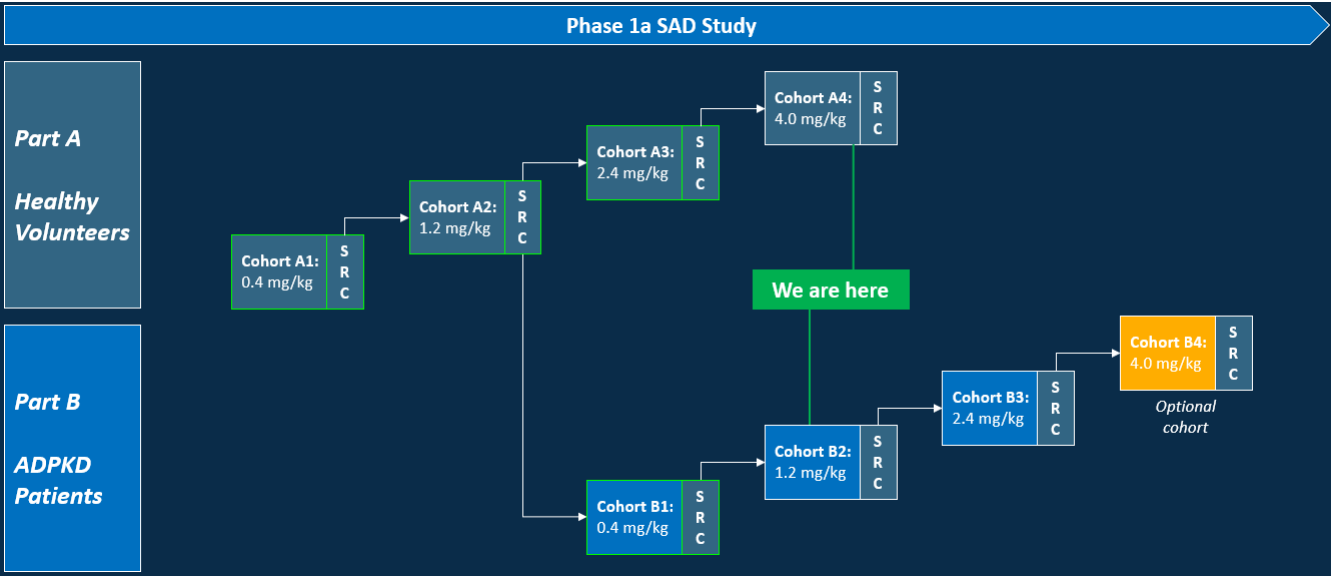 Phase 1a SAD Study
Part A
Healthy
Volunteers
Cohort A1:
0.4 mg/kg
S
R
C
Cohort A2:
1.2 mg/kg
S
R
C
Cohort A3:
2.4 mg/kg
S
R
C
Cohort A4:
4.0 mg/kg
S
R
C
We are here
Part B
ADPKD
Patients
Cohort B1:
0.4 mg/kg
S
R
C
Cohort B2:
1.2 mg/kg
S
R
C
Cohort B3:
2.4 mg/kg
S
R
C
Cohort B4:
4.0 mg/kg
S
R
C
Optional
cohort